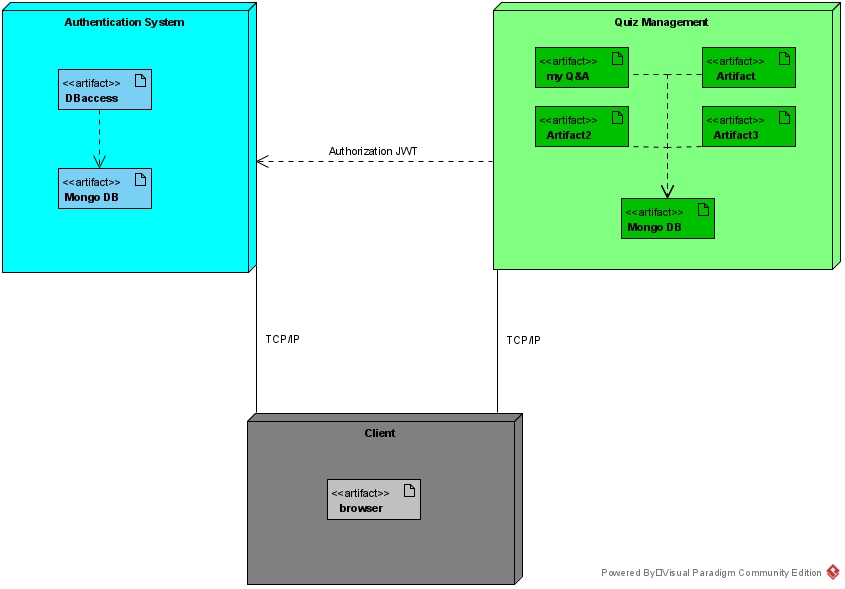 Authentication System
<<artifact>>
DBaccess
<<artifact>>
Mongo DB
Authorization JWT
Quiz Management
<<artifact>>
my Q&A
<<artifact>>
Artifact
<<artifact>>
Artifact2
<<artifact>>
Artifact3
<<artifact>>
Mongo DB
TCP/IP
TCP/IP
Client
<<artifact>>
browser
Powered By□Visual Paradigm Community Edition